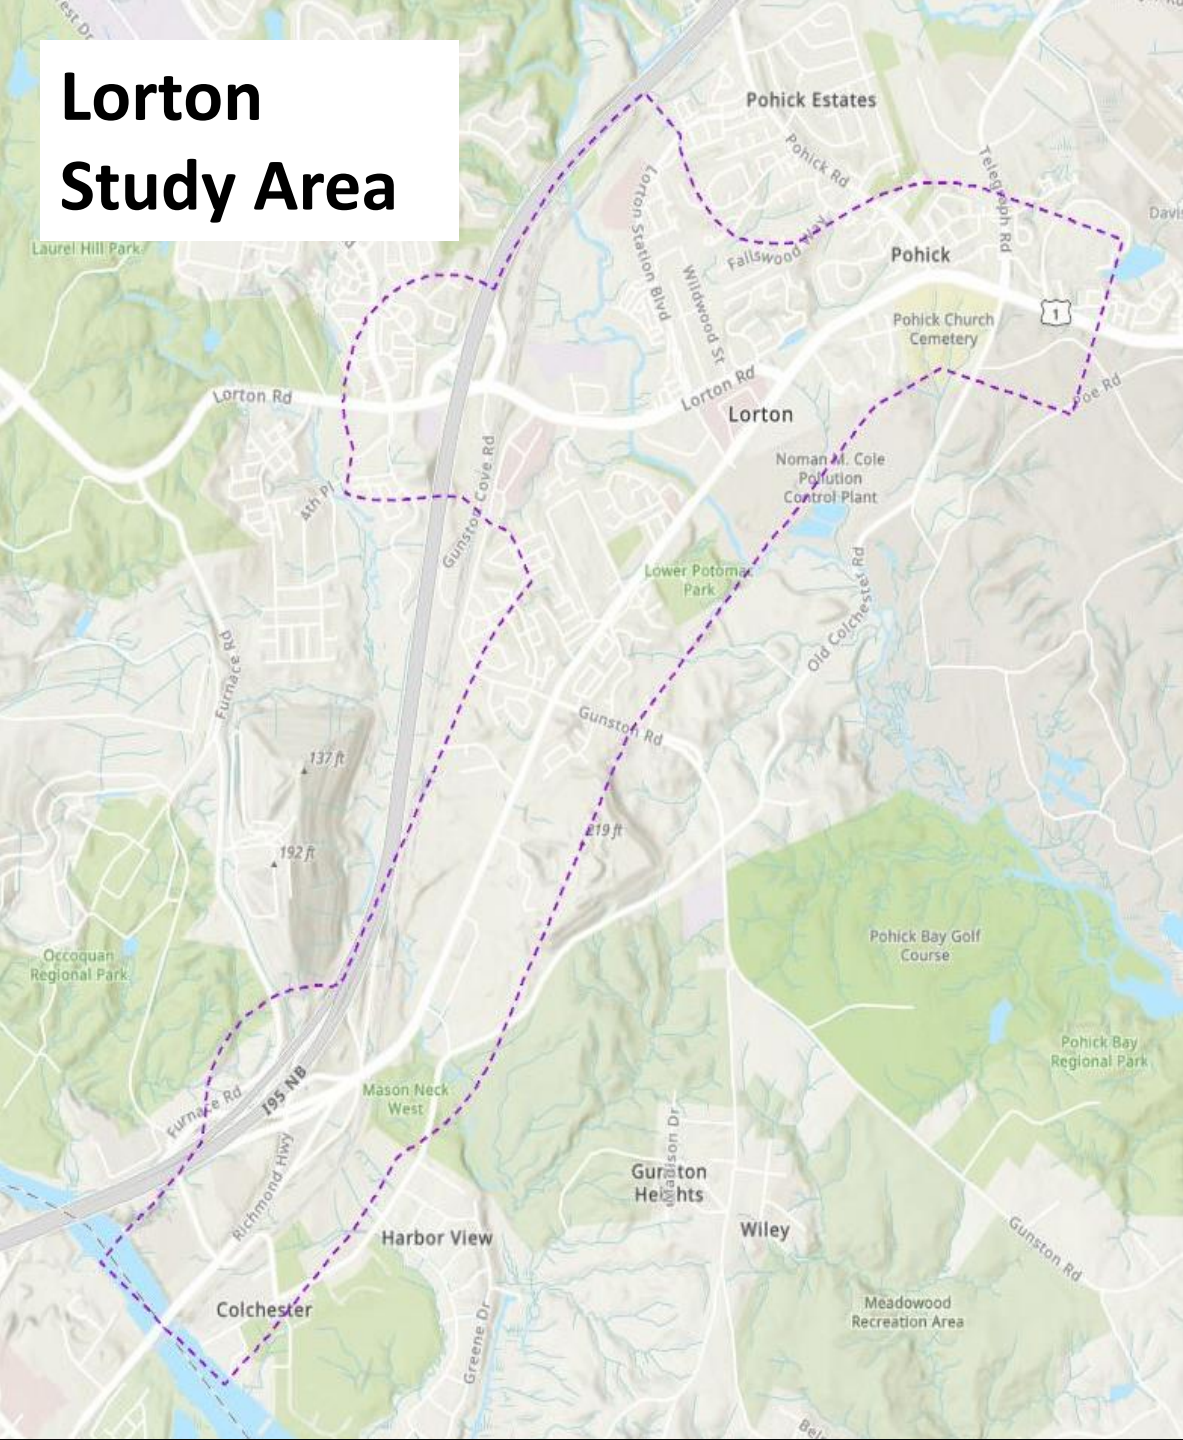 Lorton
Study Area
Pohick Estates
Pohick Rd
Telegraph Rd
Lorton Station Blvd
Fallswood Way
Wildwood St
Pohick
Laurel Hill Park
1
Pohick Church
Cemetery
Lorton Rd
Lorton Rd
Poe Rd
Lorton
Noman M. Cole
Pollution
Control Plant
4th Pl
Gunston Cove Rd
Lower Potomac
Park
Old Colchester Rd
Furnace Rd
Gunston Rd
137 ft
192 ft
219 ft
Occoquan
Regional Park
Pohick Bay Golf
Course
Pohick Bay
Regional Park
Mason Neck
West
Furnace Rd
I95 NB
Richmond Hwy
Madison Dr
Gunston
Heights
Wiley
Harbor View
Gunston Rd
Colchester
Greene Dr
Meadowood
Recreation Area